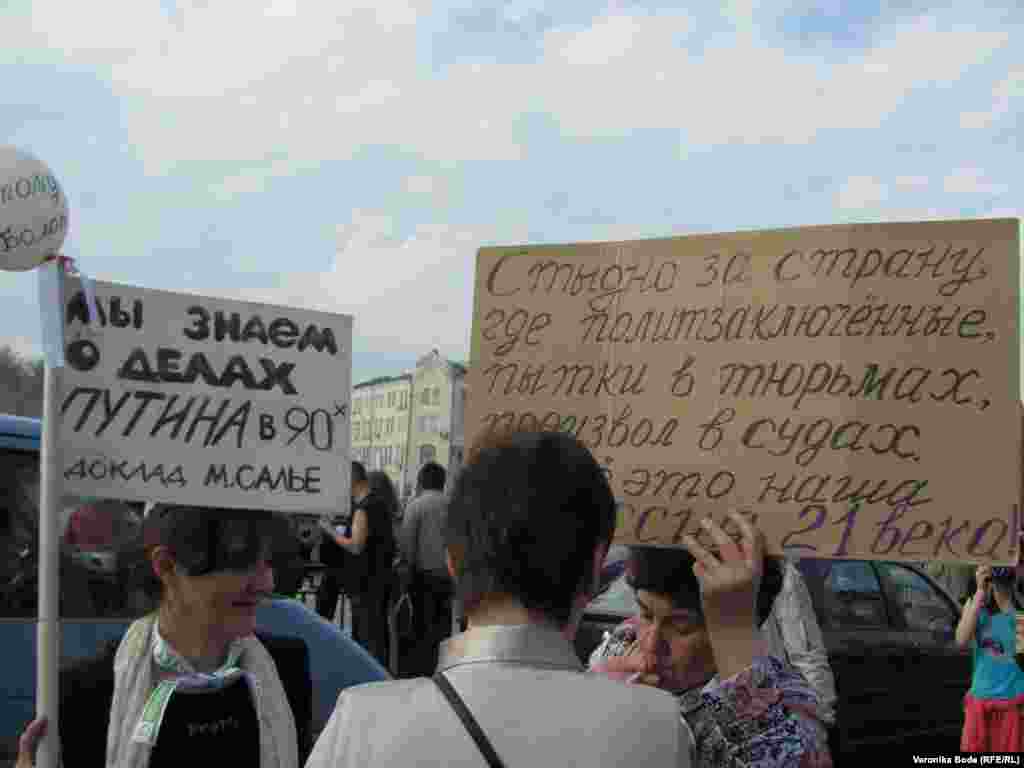 кому
МЫ ЗНАЕМ
О ДЕЛАХ
ПУТИНА в 90х
ДОКЛАД М.САЛЬЕ
Стыдно за страну,
где политзаключённые,
пытки в тюрьмах,
произвол в судах.
это наша
21 века!
Veronika Bode (RFE/RL)